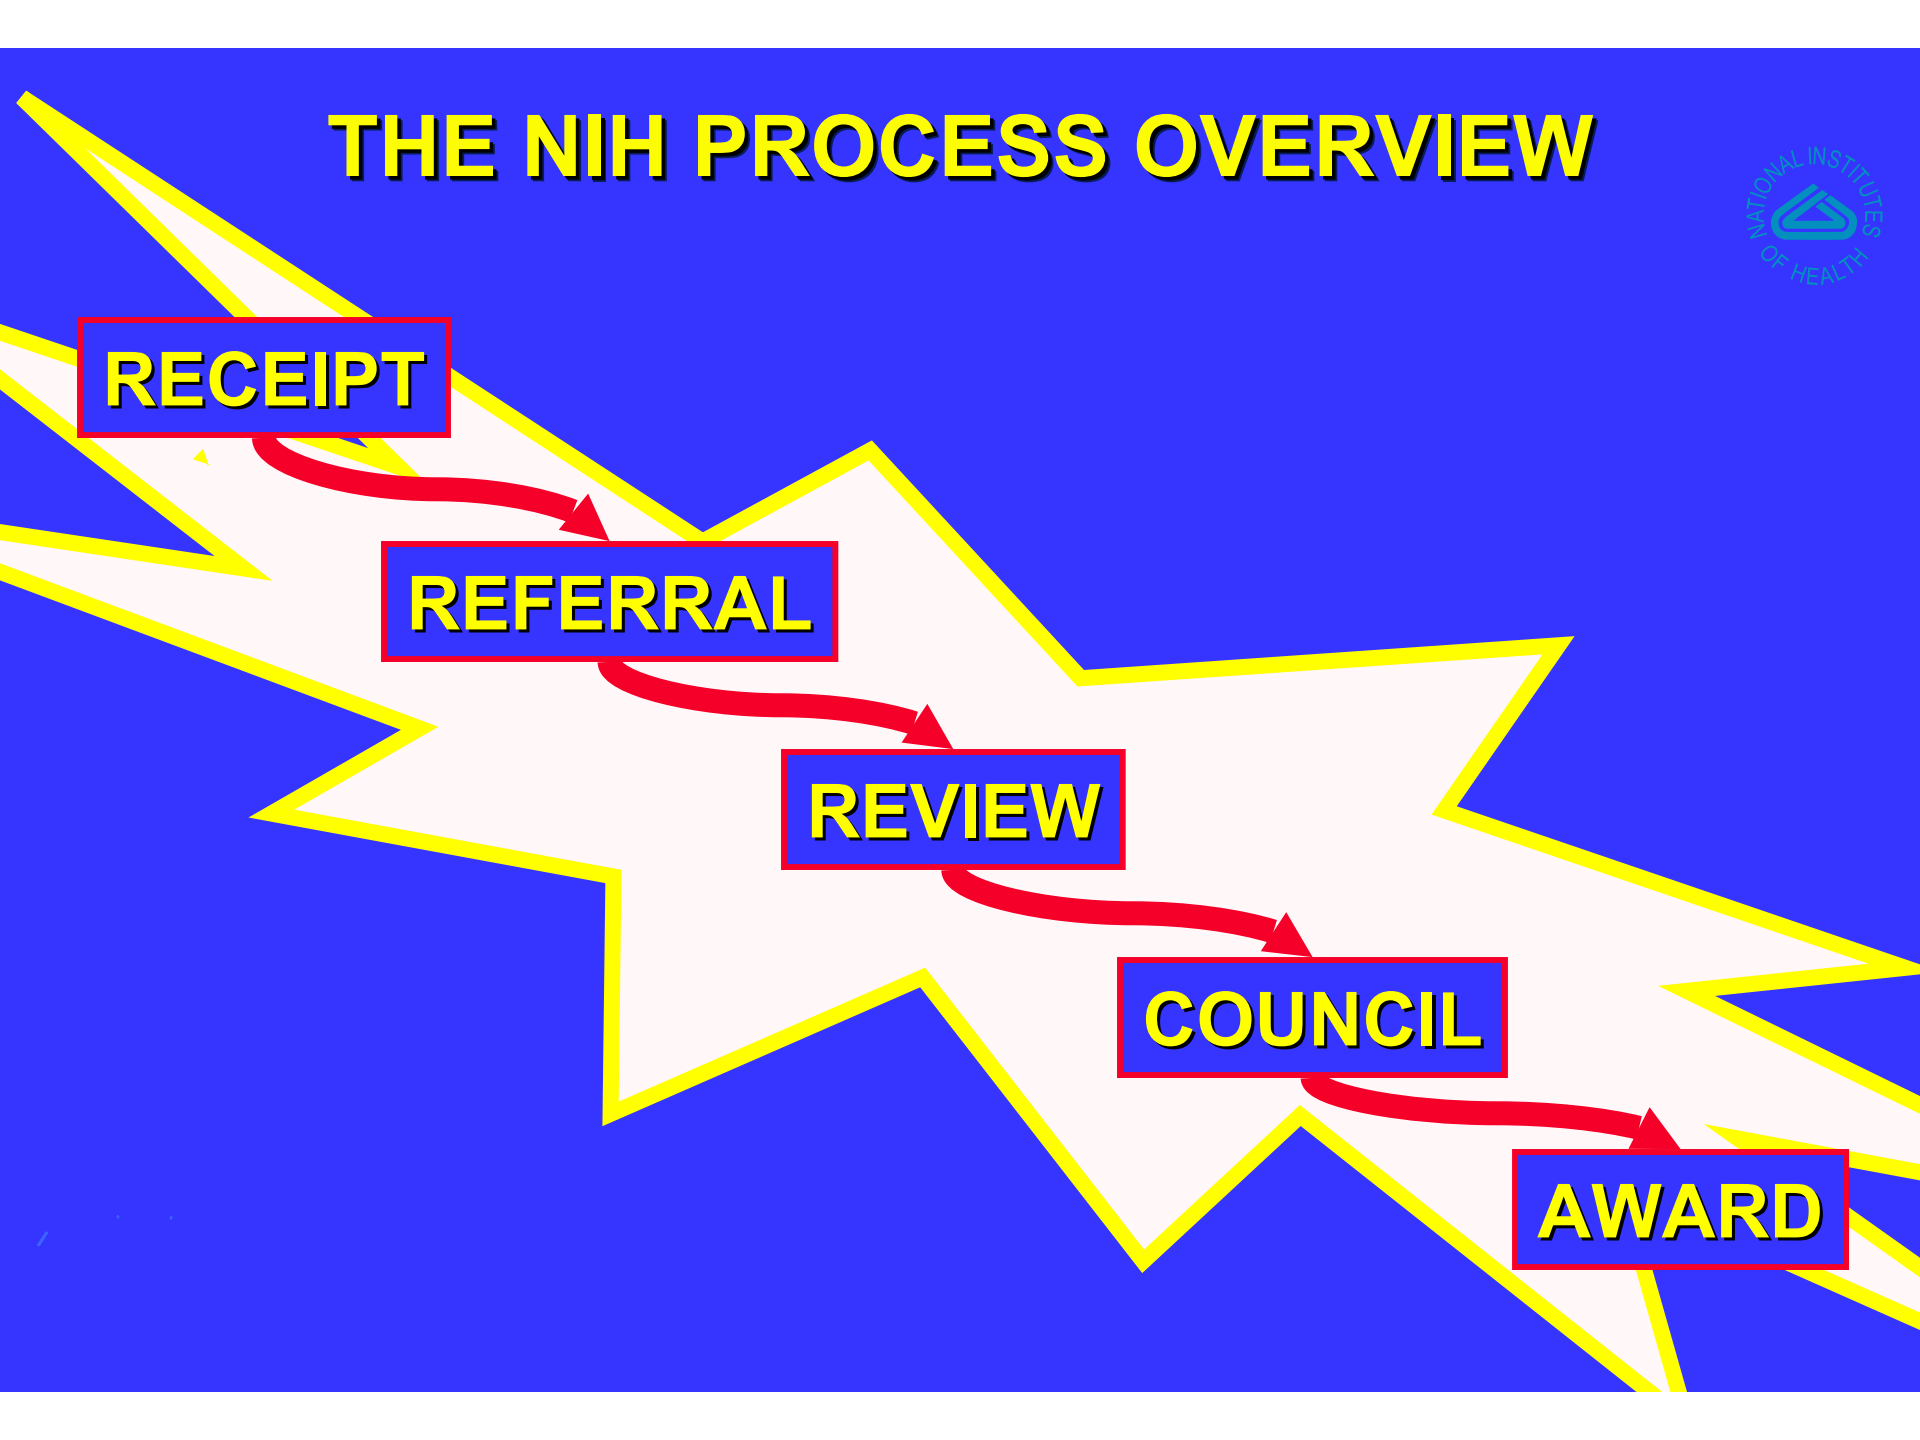 THE NIH PROCESS OVERVIEW
NATIONAL INSTITUTES
OF HEALTH
RECEIPT
REFERRAL
REVIEW
COUNCIL
AWARD